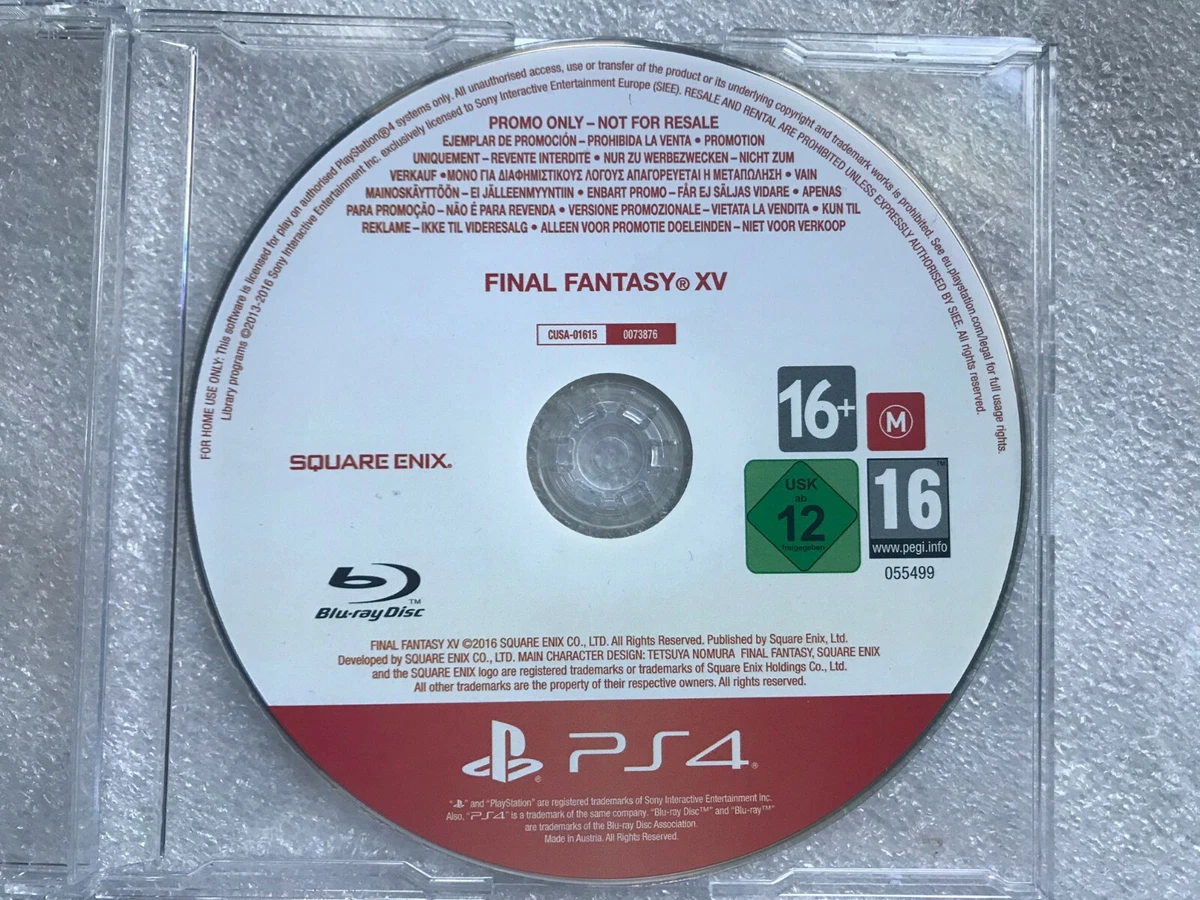 FOR HOME USE ONLY: This software is licensed for play on authorised PlayStation®4 systems only. All unauthorised access, use or transfer of the product or its underlying copyright and trademark works is prohibited. See eu.playstation.com/legal for full usage rights.
Library programs ©2013-2016 Sony Interactive Entertainment Inc. exclusively licensed to Sony Interactive Entertainment Europe (SIEE). RESALE AND RENTAL ARE PROHIBITED UNLESS EXPRESSLY AUTHORISED BY SIEE. All rights reserved.
PROMO ONLY – NOT FOR RESALE
EJEMPLAR DE PROMOCIÓN – PROHIBIDA LA VENTA • PROMOTION
UNIQUEMENT – REVENTE INTERDITE • NUR ZU WERBEZWECKEN – NICHT ZUM
VERKAUF • ΜΟΝΟ ΓΙΑ ΔΙΑΦΗΜΙΣΤΙΚΟΥΣ ΛΟΓΟΥΣ ΑΠΑΓΟΡΕΥΕΤΑΙ Η ΜΕΤΑΠΩΛΗΣΗ • VAIN
MAINOSKÄYTTÖÖN – EI JÄLLEENMYYNTIIN • ENBART PROMO – FÅR EJ SÄLJAS VIDARE • APENAS
PARA PROMOÇÃO – NÃO É PARA REVENDA • VERSIONE PROMOZIONALE – VIETATA LA VENDITA • KUN TIL
REKLAME – IKKE TIL VIDERESALG • ALLEEN VOOR PROMOTIE DOELEINDEN – NIET VOOR VERKOOP
FINAL FANTASY® XV
CUSA-01615 0073876
16+ M
SQUARE ENIX.
USK
ab
12
freigegeben
16™
www.pegi.info
055499
Blu-ray Disc™
FINAL FANTASY XV ©2016 SQUARE ENIX CO., LTD. All Rights Reserved. Published by Square Enix, Ltd.
Developed by SQUARE ENIX CO., LTD. MAIN CHARACTER DESIGN: TETSUYA NOMURA FINAL FANTASY, SQUARE ENIX
and the SQUARE ENIX logo are registered trademarks or trademarks of Square Enix Holdings Co., Ltd.
All other trademarks are the property of their respective owners. All rights reserved.
PS4
" " and "PlayStation" are registered trademarks of Sony Interactive Entertainment Inc.
Also, "PS4" is a trademark of the same company. "Blu-ray Disc™" and "Blu-ray™"
are trademarks of the Blu-ray Disc Association.
Made in Austria. All Rights Reserved.